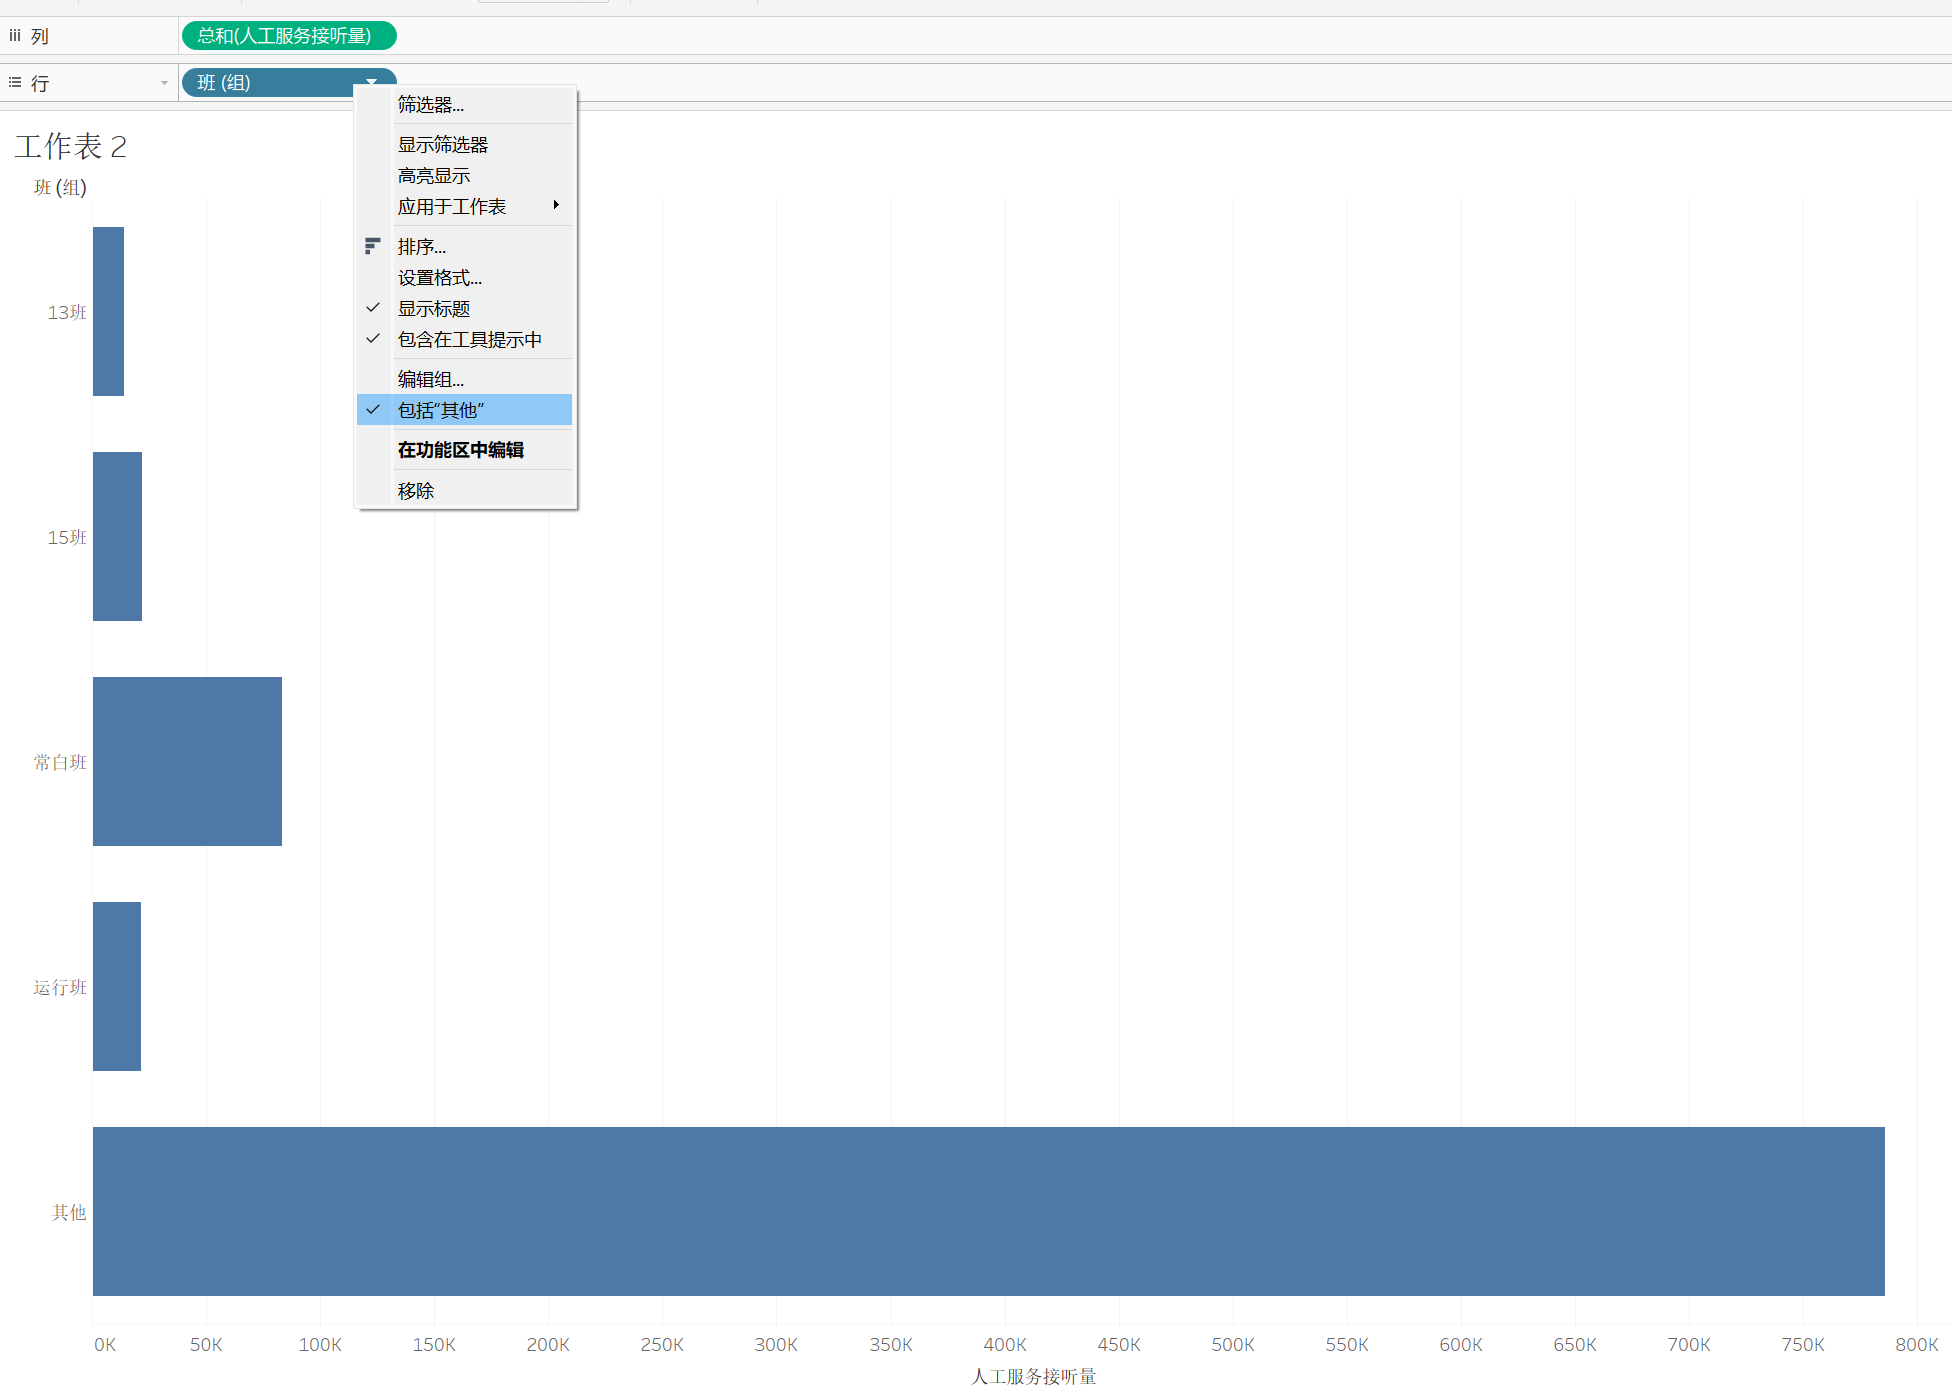 列
总和(人工服务接听量)
行
班 (组)
筛选器...
显示筛选器
高亮显示
应用于工作表
排序...
设置格式...
显示标题
包含在工具提示中
编辑组...
包括“其他”
在功能区中编辑
移除
工作表 2
班 (组)
13班
15班
常白班
运行班
其他
0K 50K 100K 150K 200K 250K 300K 350K 400K 450K 500K 550K 600K 650K 700K 750K 800K
人工服务接听量